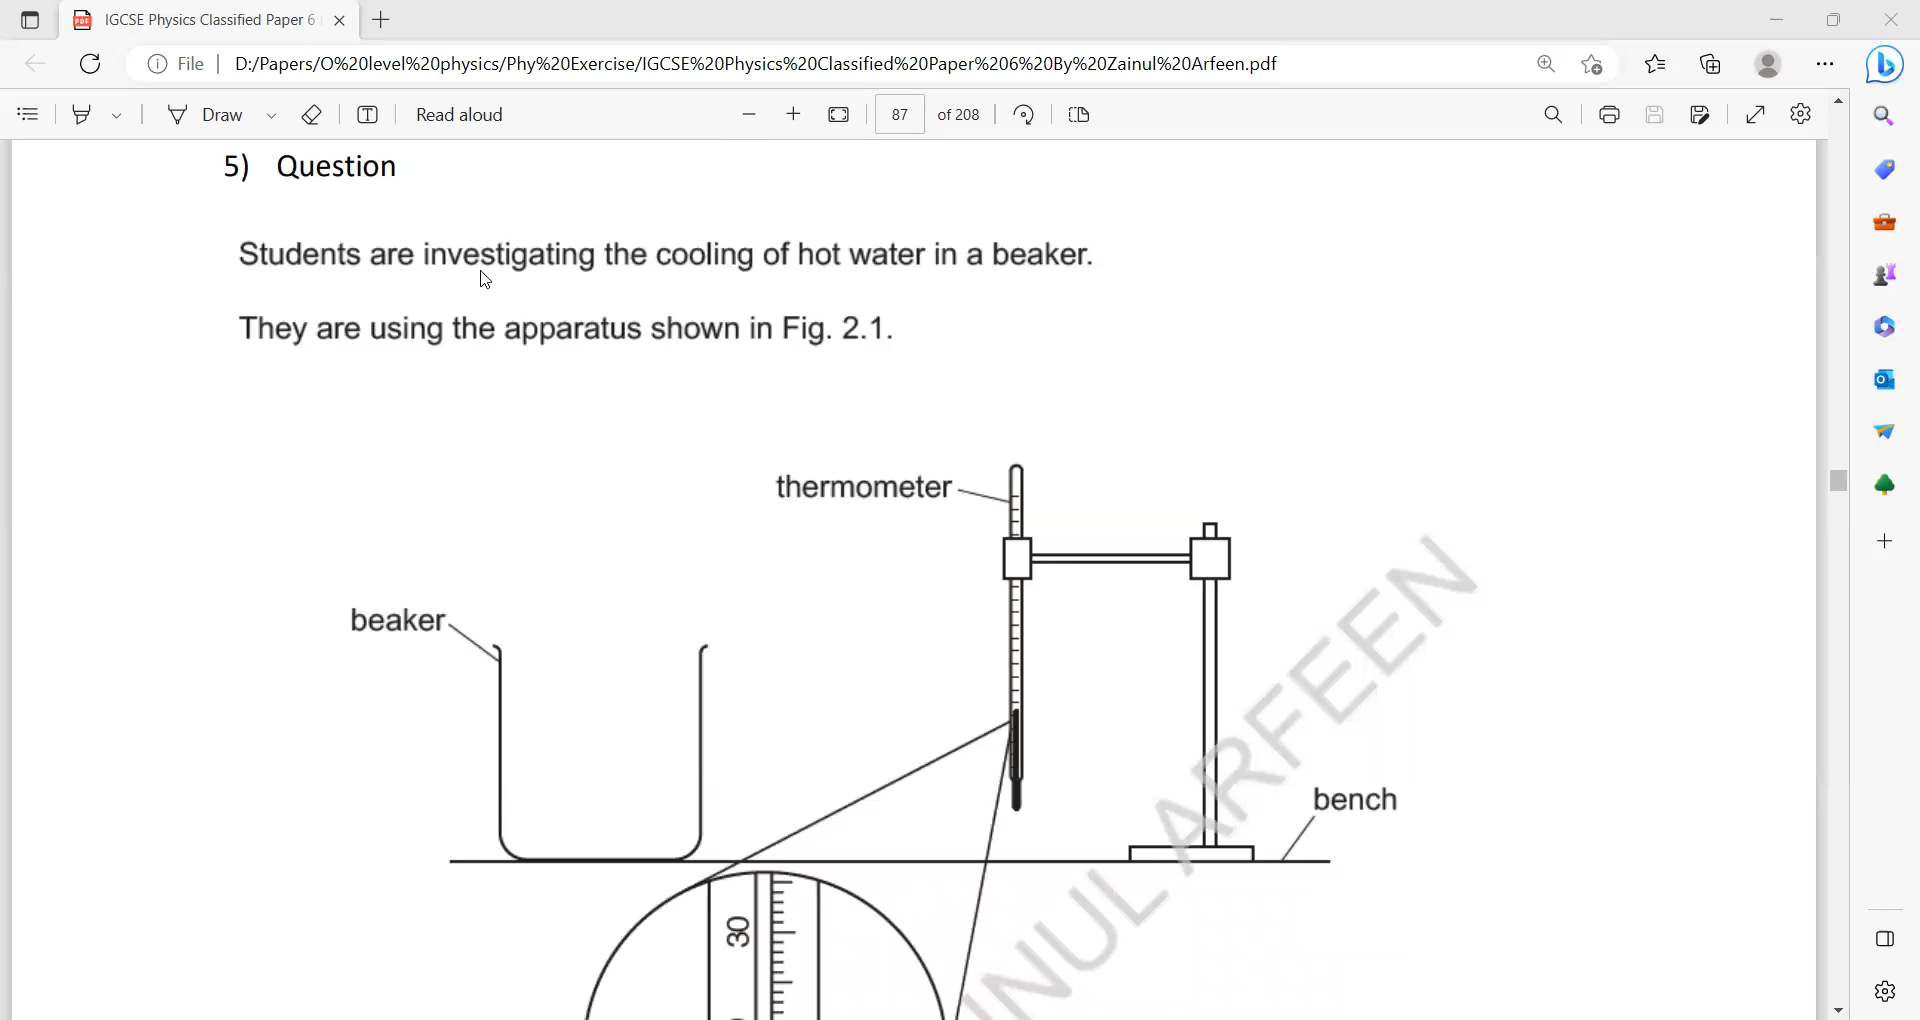 IGCSE Physics Classified Paper 6
File
D:/Papers/O%20level%20physics/Phy%20Exercise/IGCSE%20Physics%20Classified%20Paper%206%20By%20Zainul%20Arfeen.pdf
Draw
Read aloud
87
of 208
5) Question
Students are investigating the cooling of hot water in a beaker.
They are using the apparatus shown in Fig. 2.1.
thermometer
beaker
bench
30
INUL ARFEEN